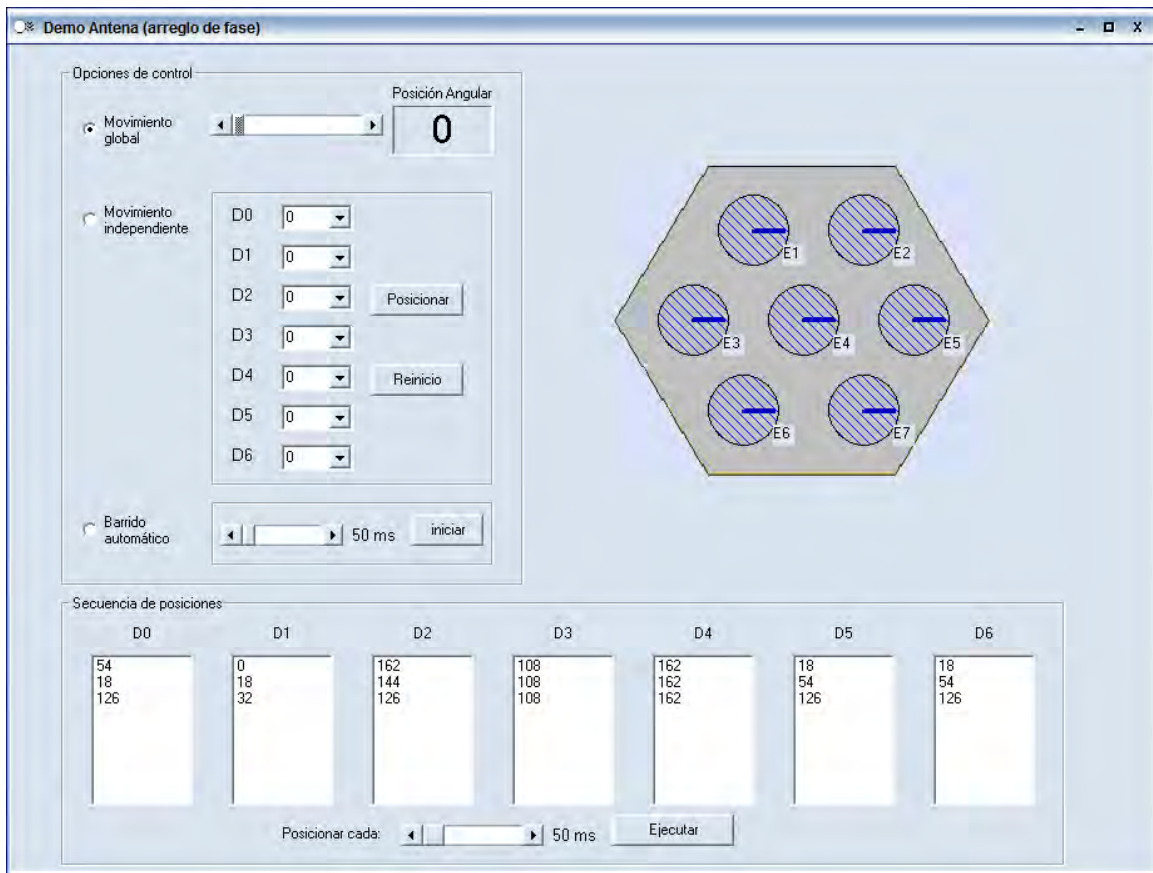 Demo Antena (arreglo de fase)
Opciones de control
Posición Angular
Movimiento
global
0
Movimiento
independiente
D0 0
D1 0
D2 0
Posicionar
D3 0
D4 0
Reinicio
D5 0
D6 0
Barrido
automático
50 ms
iniciar
E1
E2
E3
E4
E5
E6
E7
Secuencia de posiciones
D0 D1 D2 D3 D4 D5 D6
54 0 162 108 162 18 18
18 18 144 108 162 54 54
126 32 126 108 162 126 126
Posicionar cada:
50 ms
Ejecutar